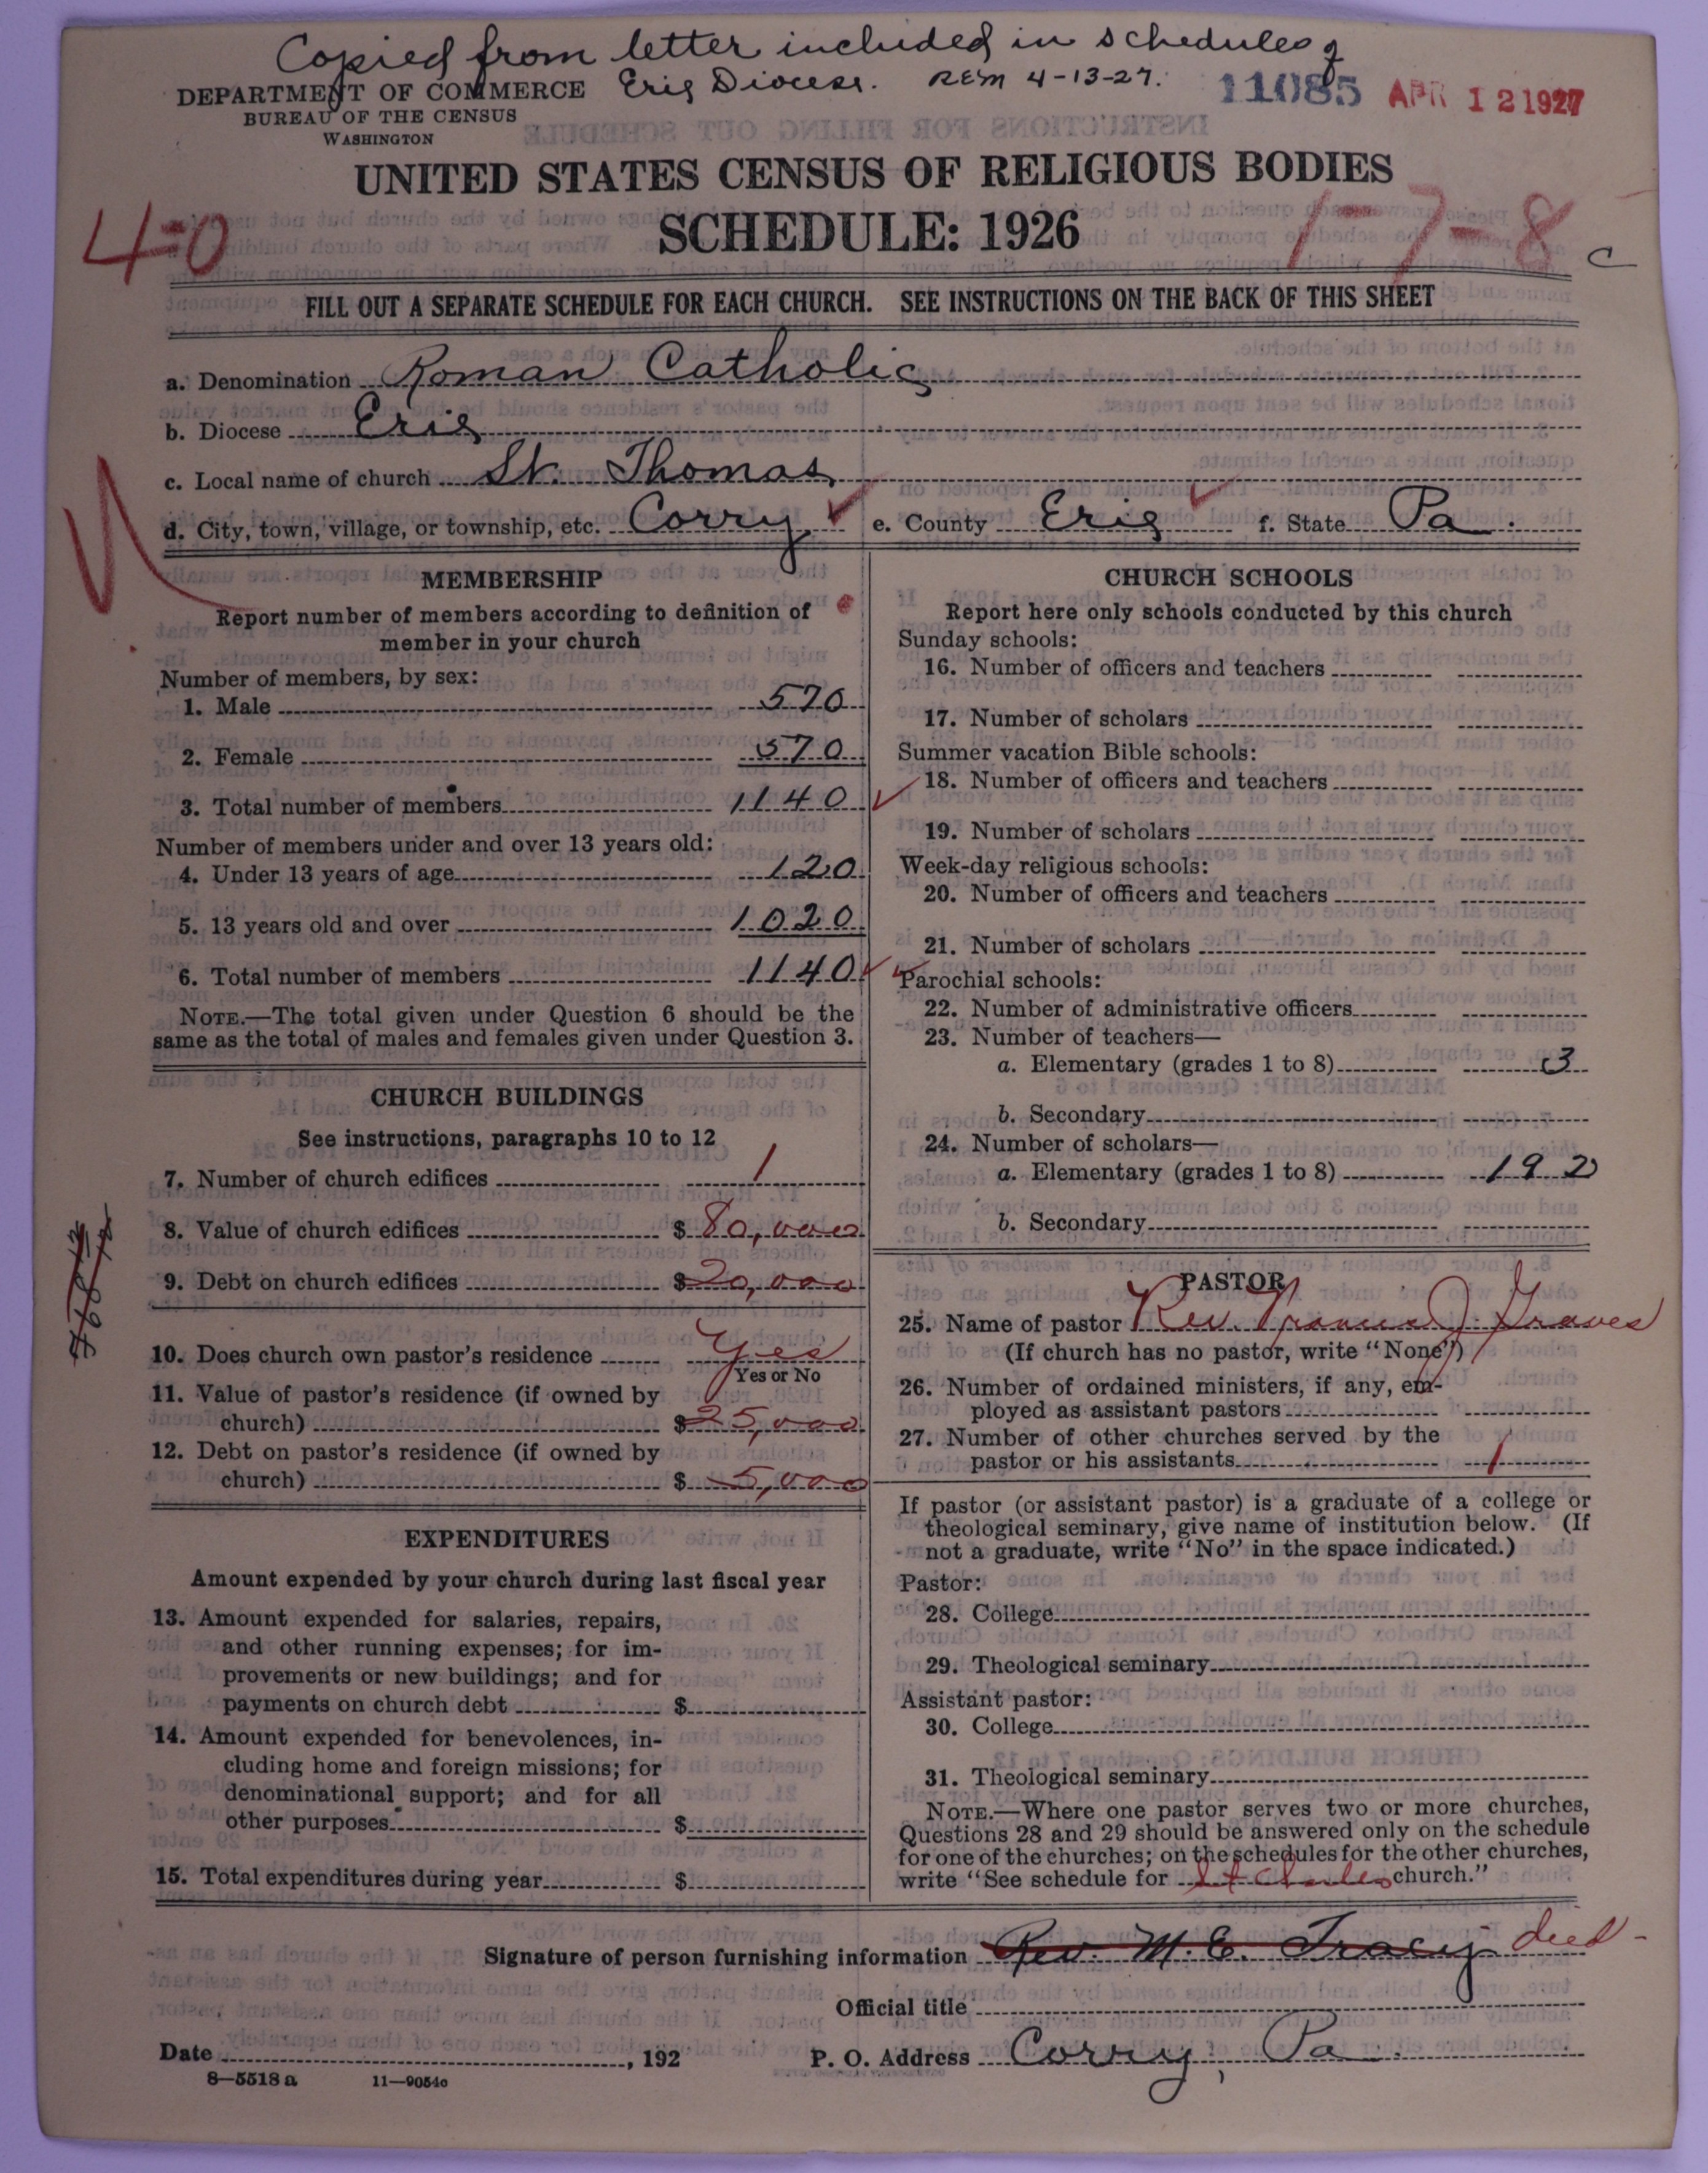 Copied from letter included in schedules of
Erie Diocese. REM 4-13-27.
11085 APR 12 1927
DEPARTMENT OF COMMERCE
BUREAU OF THE CENSUS
WASHINGTON
UNITED STATES CENSUS OF RELIGIOUS BODIES
SCHEDULE: 1926
4=0
1-7-8
C
FILL OUT A SEPARATE SCHEDULE FOR EACH CHURCH. SEE INSTRUCTIONS ON THE BACK OF THIS SHEET
a. Denomination Roman Catholic
b. Diocese Erie
c. Local name of church St. Thomas
d. City, town, village, or township, etc. Corry e. County Erie f. State Pa.
MEMBERSHIP
Report number of members according to definition of
member in your church
Number of members, by sex:
1. Male 570
2. Female 570
3. Total number of members 1140
Number of members under and over 13 years old:
4. Under 13 years of age 120
5. 13 years old and over 1020
6. Total number of members 1140
NOTE.—The total given under Question 6 should be the
same as the total of males and females given under Question 3.
CHURCH BUILDINGS
See instructions, paragraphs 10 to 12
7. Number of church edifices 1
8. Value of church edifices $ 80,000
9. Debt on church edifices $ 20,000
10. Does church own pastor's residence Yes
Yes or No
11. Value of pastor's residence (if owned by
church) $ 25,000
12. Debt on pastor's residence (if owned by
church) $ 5,000
EXPENDITURES
Amount expended by your church during last fiscal year
13. Amount expended for salaries, repairs,
and other running expenses; for im-
provements or new buildings; and for
payments on church debt $
14. Amount expended for benevolences, in-
cluding home and foreign missions; for
denominational support; and for all
other purposes $
15. Total expenditures during year $
CHURCH SCHOOLS
Report here only schools conducted by this church
Sunday schools:
16. Number of officers and teachers
17. Number of scholars
Summer vacation Bible schools:
18. Number of officers and teachers
19. Number of scholars
Week-day religious schools:
20. Number of officers and teachers
21. Number of scholars
Parochial schools:
22. Number of administrative officers
23. Number of teachers—
a. Elementary (grades 1 to 8) 3
b. Secondary
24. Number of scholars—
a. Elementary (grades 1 to 8) 192
b. Secondary
PASTOR
25. Name of pastor Rev. Francis J. Graves
(If church has no pastor, write "None")
26. Number of ordained ministers, if any, em-
ployed as assistant pastors
27. Number of other churches served by the
pastor or his assistants 1
If pastor (or assistant pastor) is a graduate of a college or
theological seminary, give name of institution below. (If
not a graduate, write "No" in the space indicated.)
Pastor:
28. College
29. Theological seminary
Assistant pastor:
30. College
31. Theological seminary
NOTE.—Where one pastor serves two or more churches,
Questions 28 and 29 should be answered only on the schedule
for one of the churches; on the schedules for the other churches,
write "See schedule for St Charles church."
Signature of person furnishing information Rev. M. E. Tracy died-
Official title
Date , 192 P. O. Address Corry, Pa.
8—5518 a 11—9054c